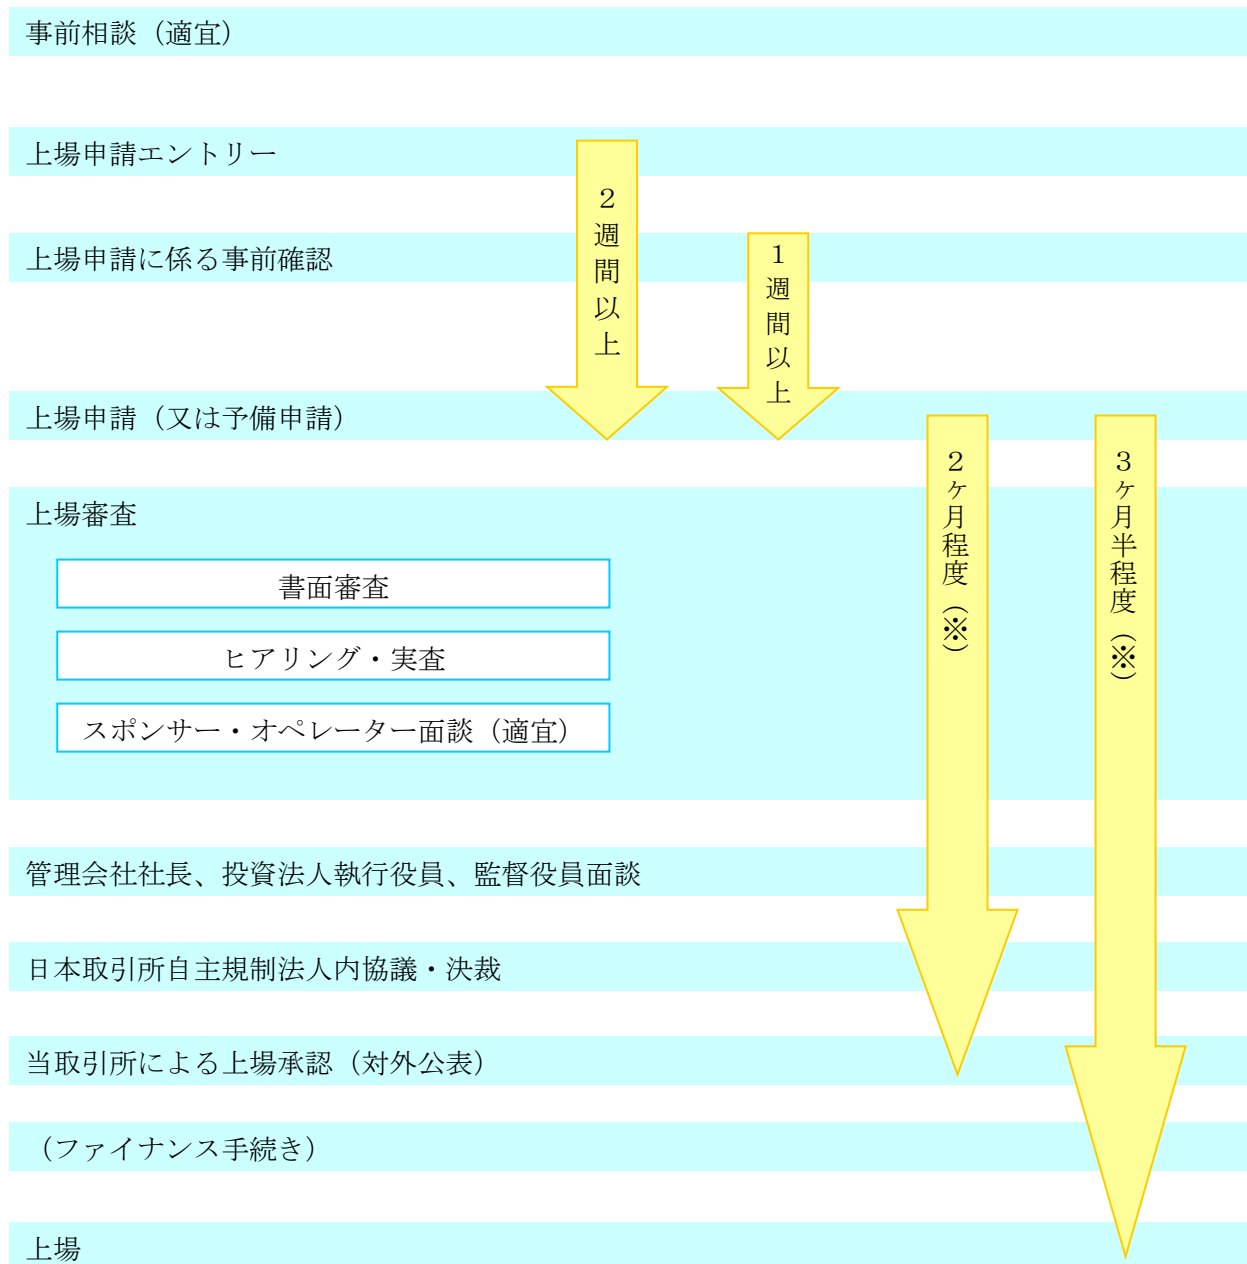 事前相談（適宜）
上場申請エントリー
上場申請に係る事前確認
２週間以上
１週間以上
上場申請（又は予備申請）
２ヶ月程度（※）
３ヶ月半程度（※）
上場審査
書面審査
ヒアリング・実査
スポンサー・オペレーター面談（適宜）
管理会社社長、投資法人執行役員、監督役員面談
日本取引所自主規制法人内協議・決裁
当取引所による上場承認（対外公表）
（ファイナンス手続き）
上場